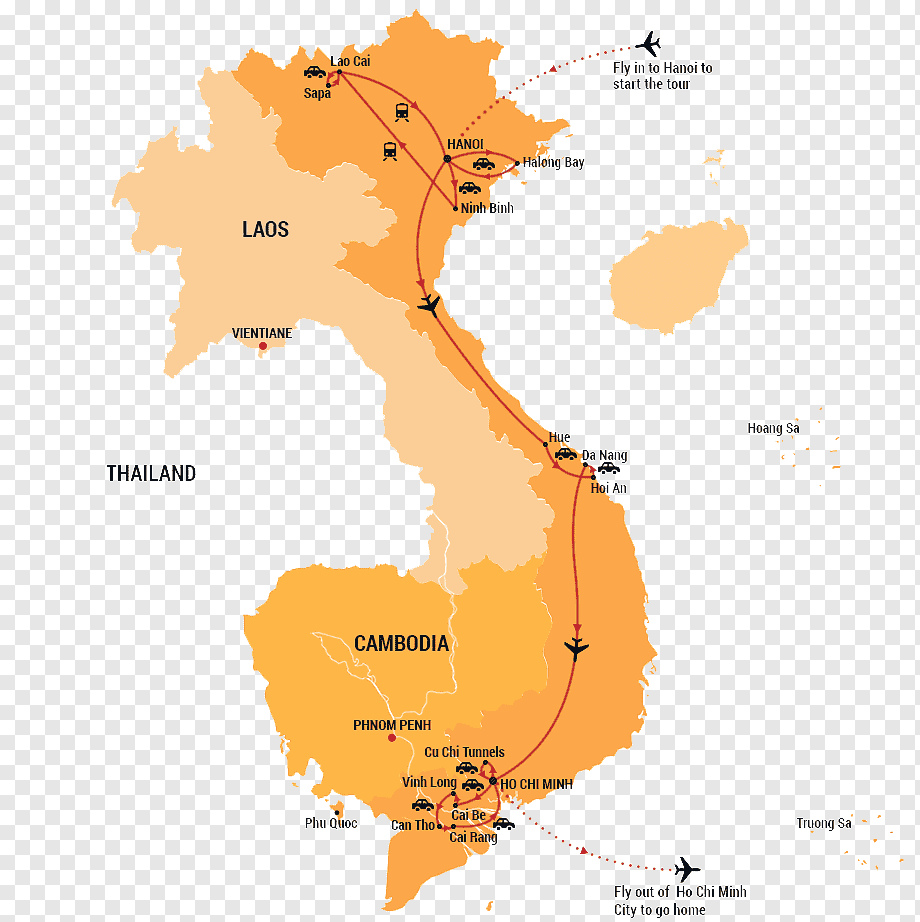 Lao Cai
Fly in to Hanoi to
start the tour
Sapa
HANOI
Halong Bay
Ninh Binh
LAOS
VIENTIANE
Hue
Hoang Sa
Da Nang
THAILAND
Hoi An
CAMBODIA
PHNOM PENH
Cu Chi Tunnels
Vinh Long
HO CHI MINH
Cai Be
Phu Quoc
Can Tho
Cai Rang
Truong Sa
Fly out of Ho Chi Minh
City to go home